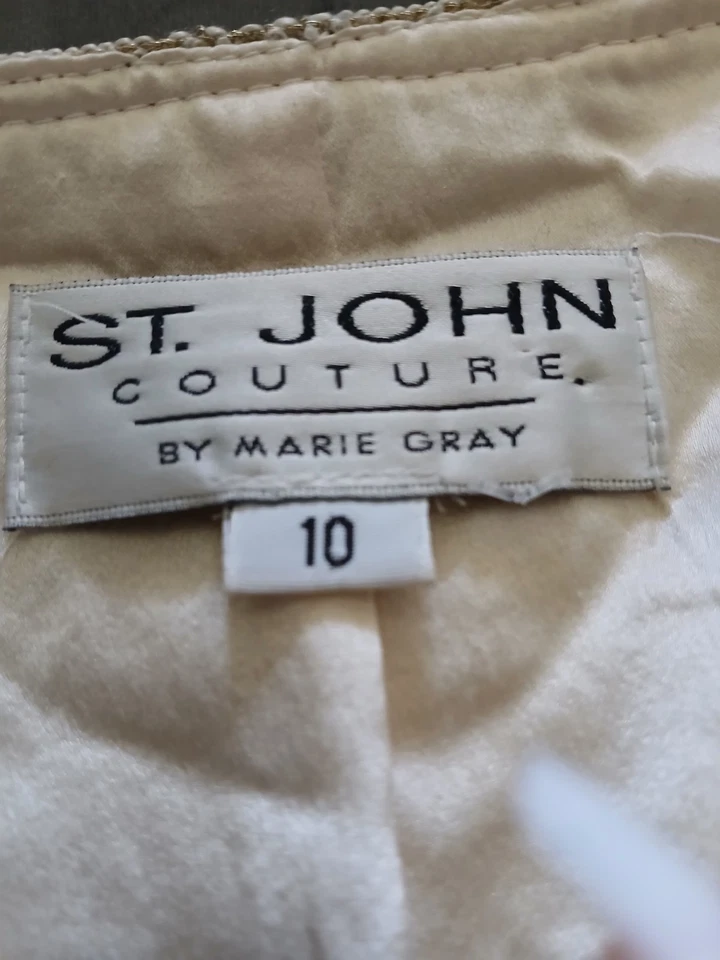 ST. JOHN
COUTURE.
BY MARIE GRAY
10